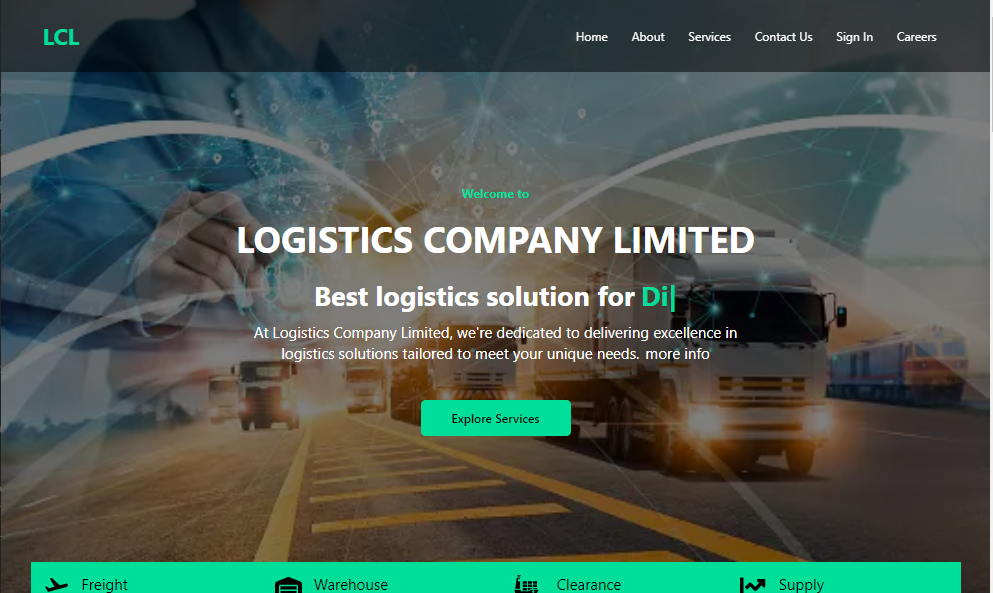 LCL
Home About Services Contact Us Sign In Careers
Welcome to
LOGISTICS COMPANY LIMITED
Best logistics solution for Di|
At Logistics Company Limited, we're dedicated to delivering excellence in
logistics solutions tailored to meet your unique needs. more info
Explore Services
Freight Warehouse Clearance Supply